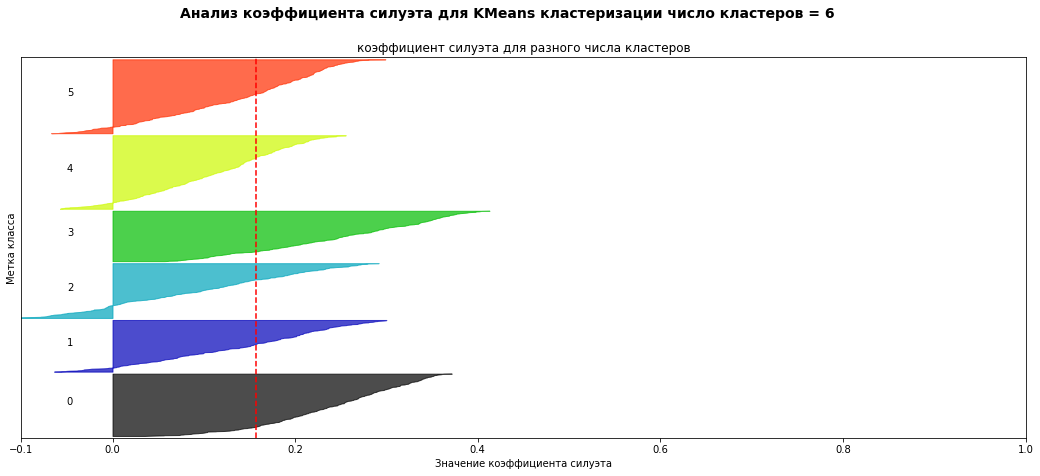 Анализ коэффициента силуэта для KMeans кластеризации число кластеров = 6
коэффициент силуэта для разного числа кластеров
Метка класса
5
4
3
2
1
0
−0.1 0.0 0.2 0.4 0.6 0.8 1.0
Значение коэффициента силуэта